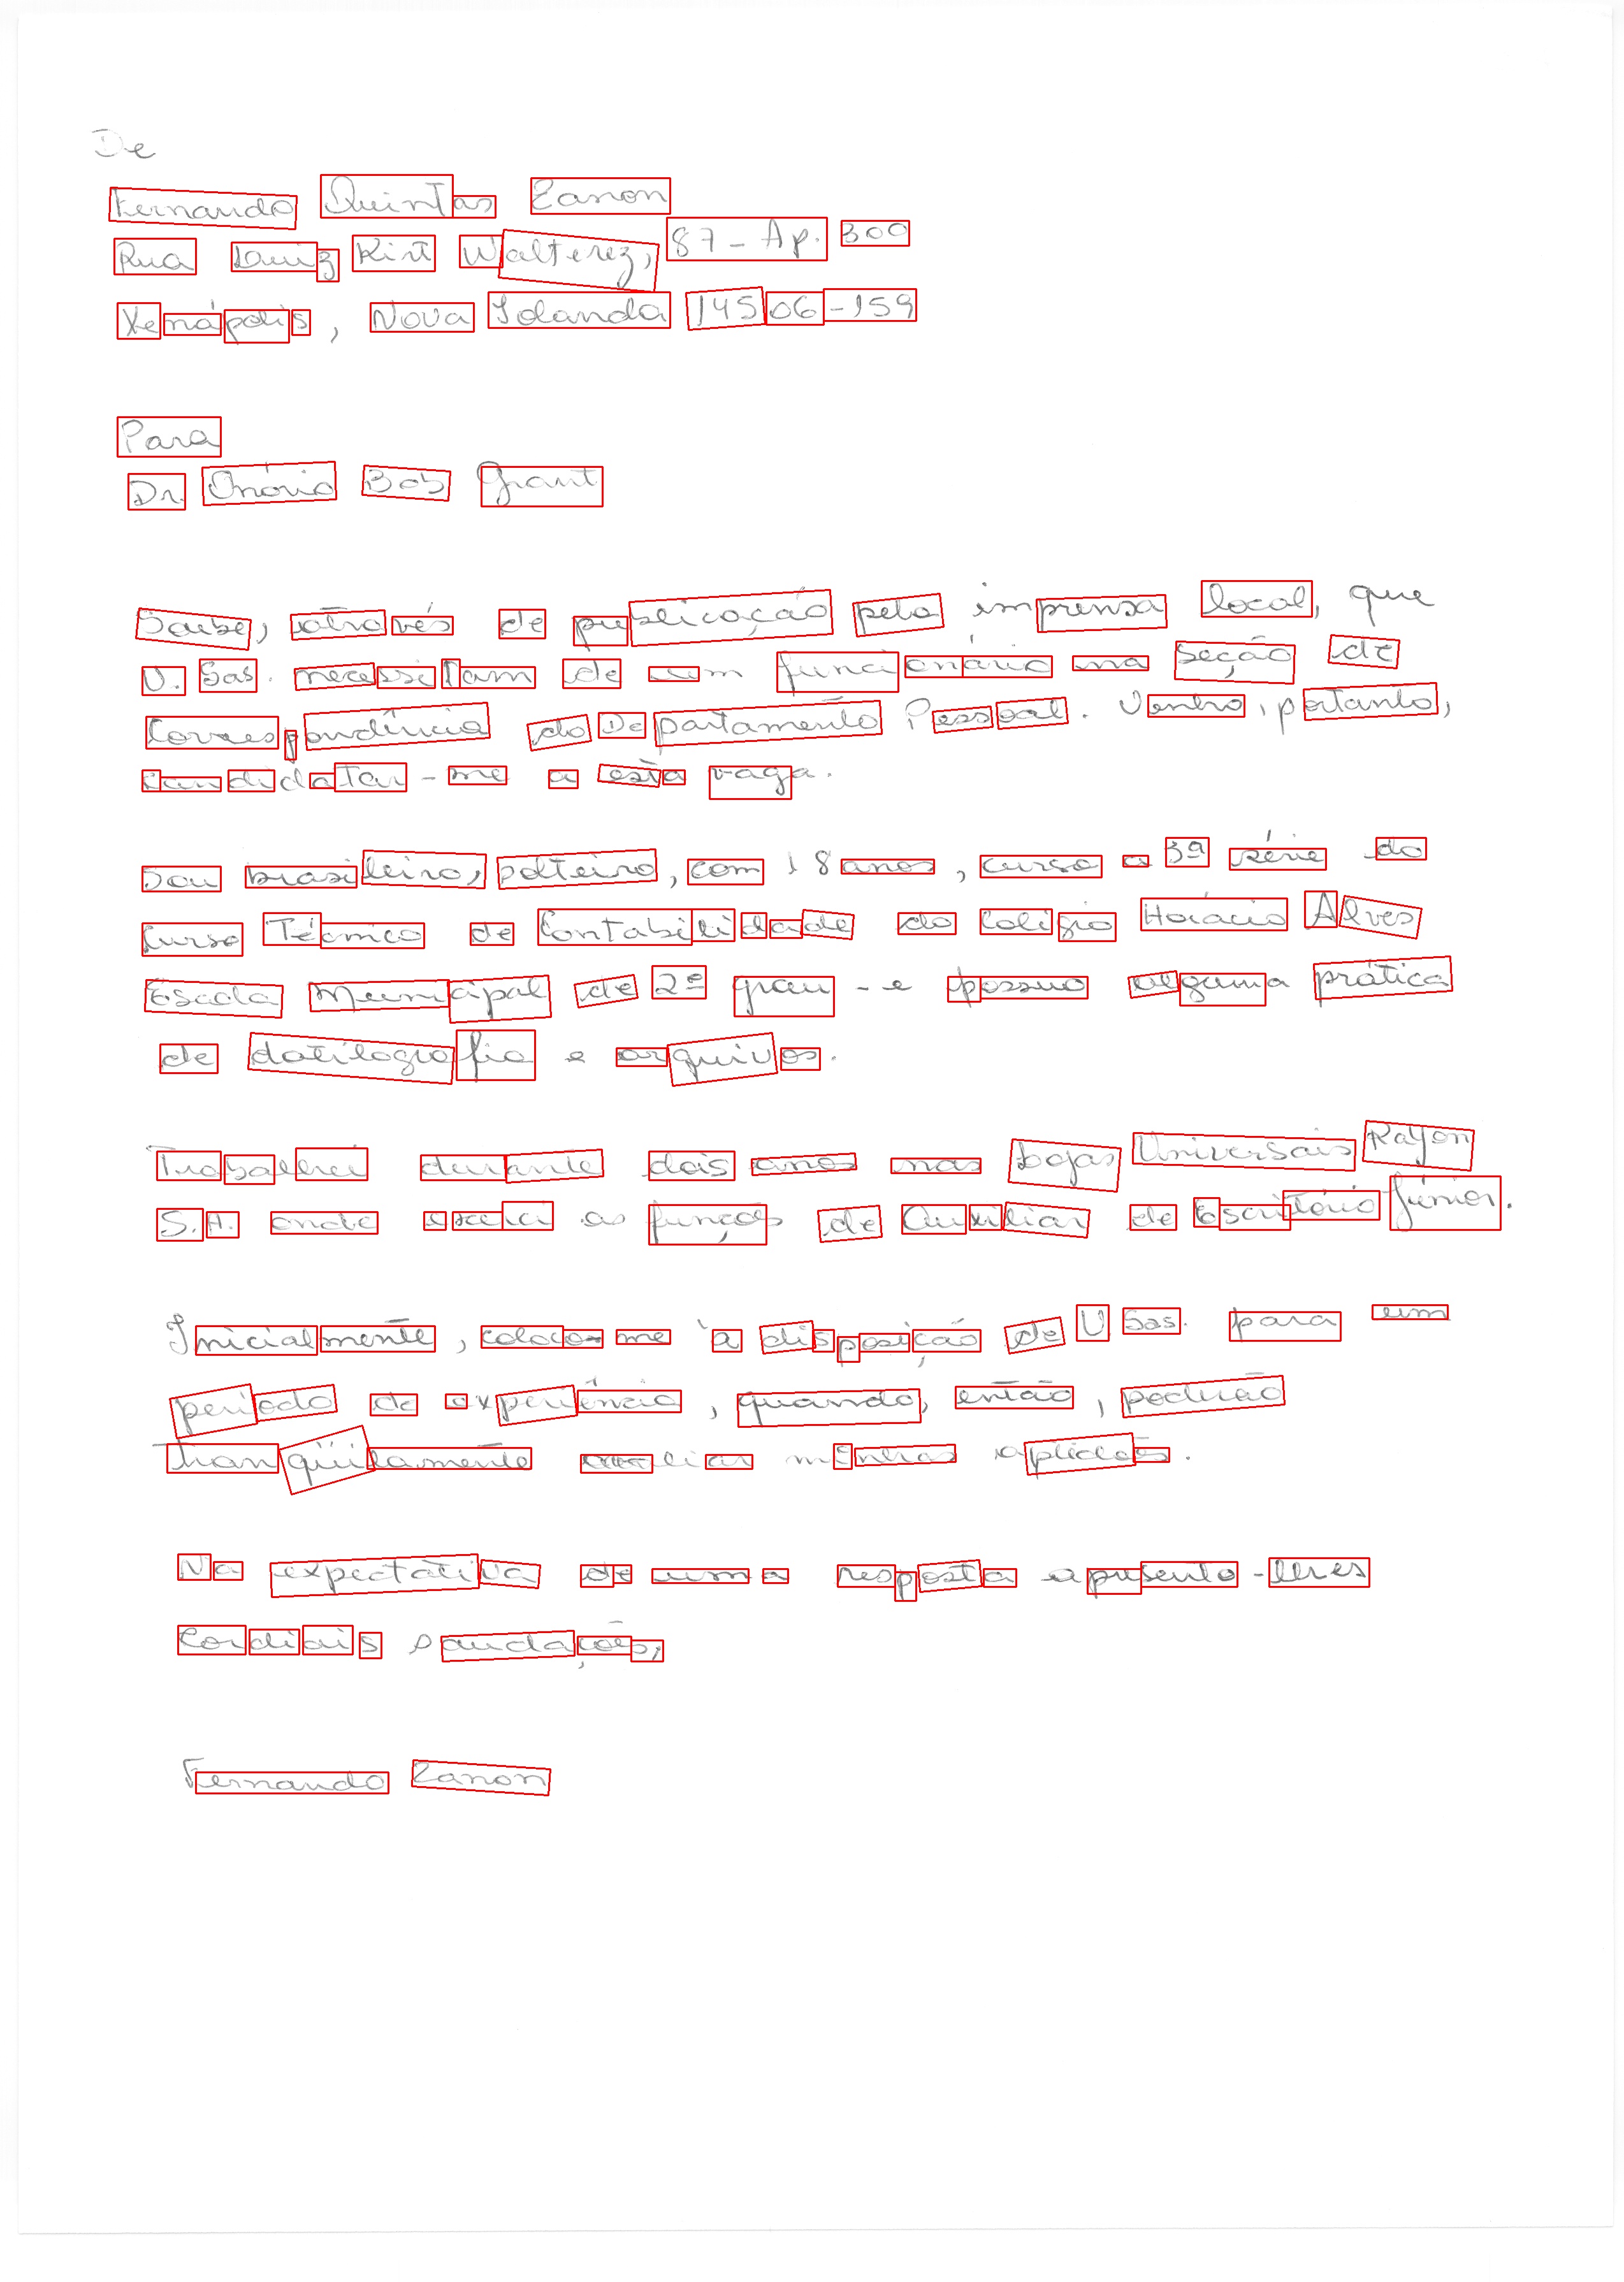 De
Fernando Quintas Zanon
Rua Luiz Kirt Walterez, 87 - Ap. 300
Xenápolis, Nova Iolanda 14506-159
Para
Dr. Onório Bob Grant
Soube, através de publicação pela imprensa local, que
V. Sas. necessitam de um funcionário na seção de
Correspondência do Departamento Pessoal. Venho, portanto,
candidatar-me a esta vaga.
Sou brasileiro, solteiro, com 18 anos, curso a 3ª série do
Curso Técnico de Contabilidade do Colégio Horácio Alves
Escola Municipal de 2º grau - e possuo alguma prática
de datilografia e arquivos.
Trabalhei durante dois anos nas Lojas Universais Rayon
S.A. onde exerci as funções de Auxiliar de Escritório Júnior.
Inicialmente, coloco-me à disposição de V Sas. para um
período de experiência, quando, então, poderão
tranqüilamente avaliar minhas aptidões.
Na expectativa de uma resposta apresento-lhes
Cordiais saudações,
Fernando Zanon